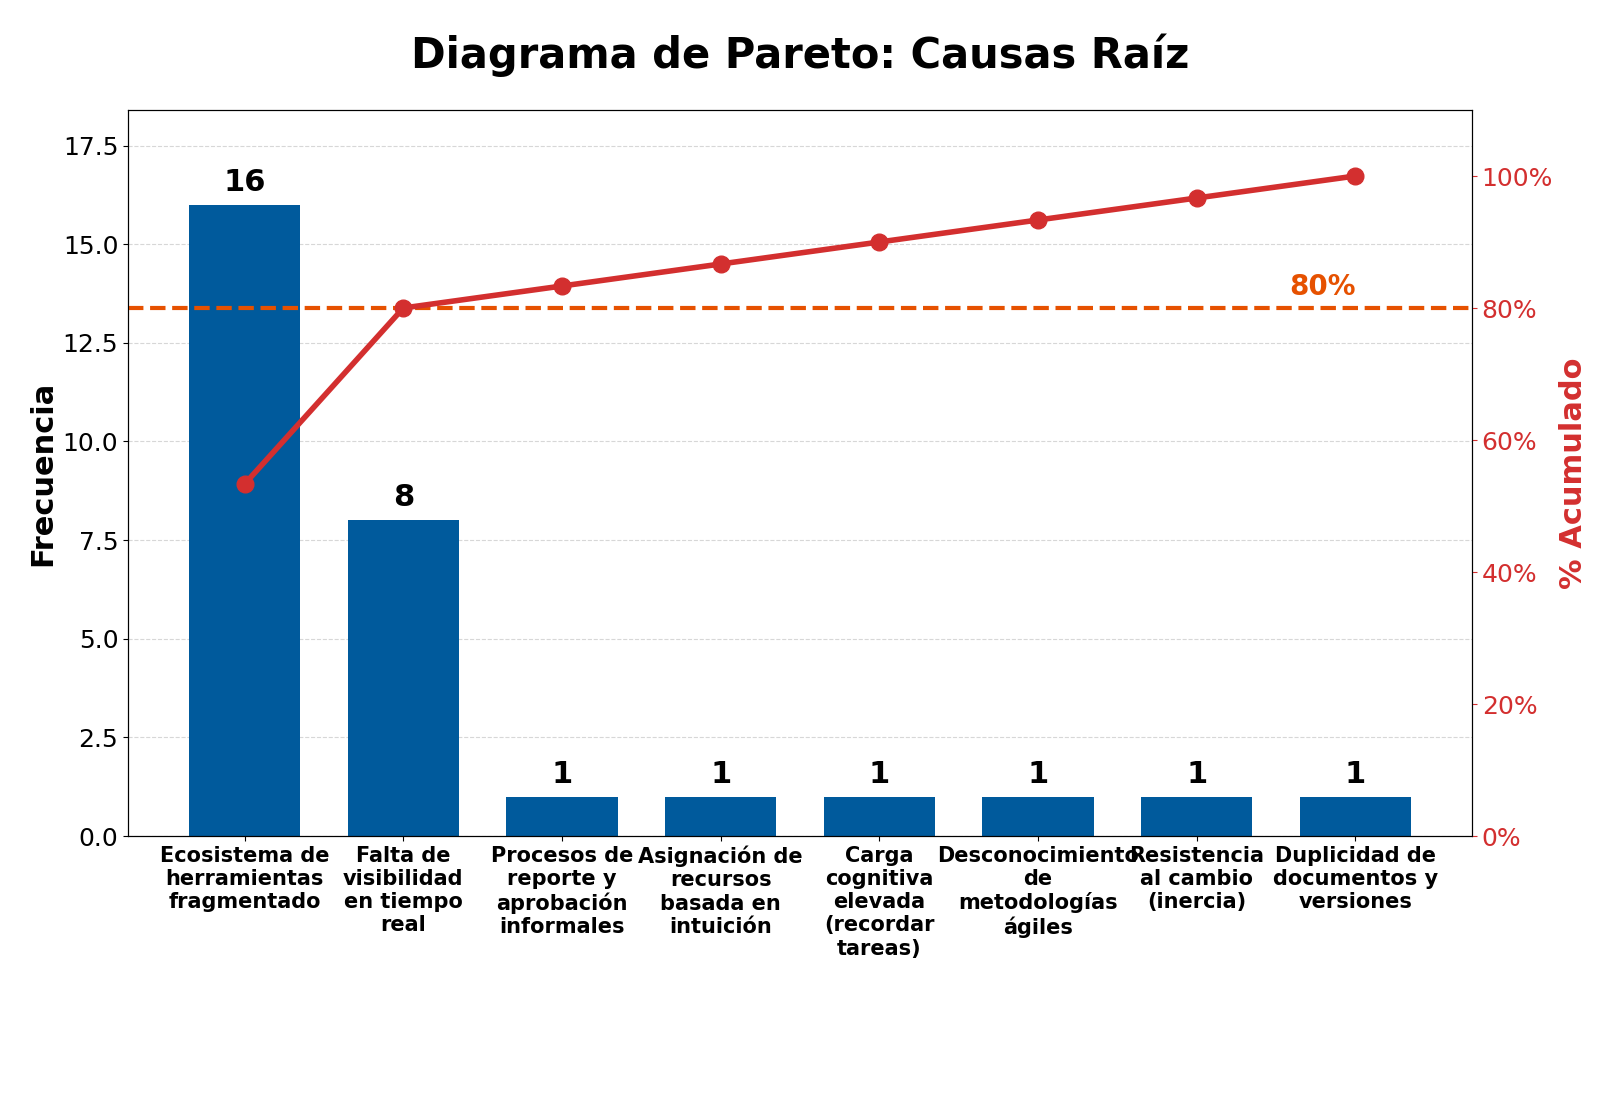 Diagrama de Pareto: Causas Raíz
Frecuencia
17.5
15.0
12.5
10.0
7.5
5.0
2.5
0.0
16
8
1
1
1
1
1
1
80%
100%
80%
60%
40%
20%
0%
% Acumulado
Ecosistema de
herramientas
fragmentado
Falta de
visibilidad
en tiempo
real
Procesos de
reporte y
aprobación
informales
Asignación de
recursos
basada en
intuición
Carga
cognitiva
elevada
(recordar
tareas)
Desconocimiento
de
metodologías
ágiles
Resistencia
al cambio
(inercia)
Duplicidad de
documentos y
versiones